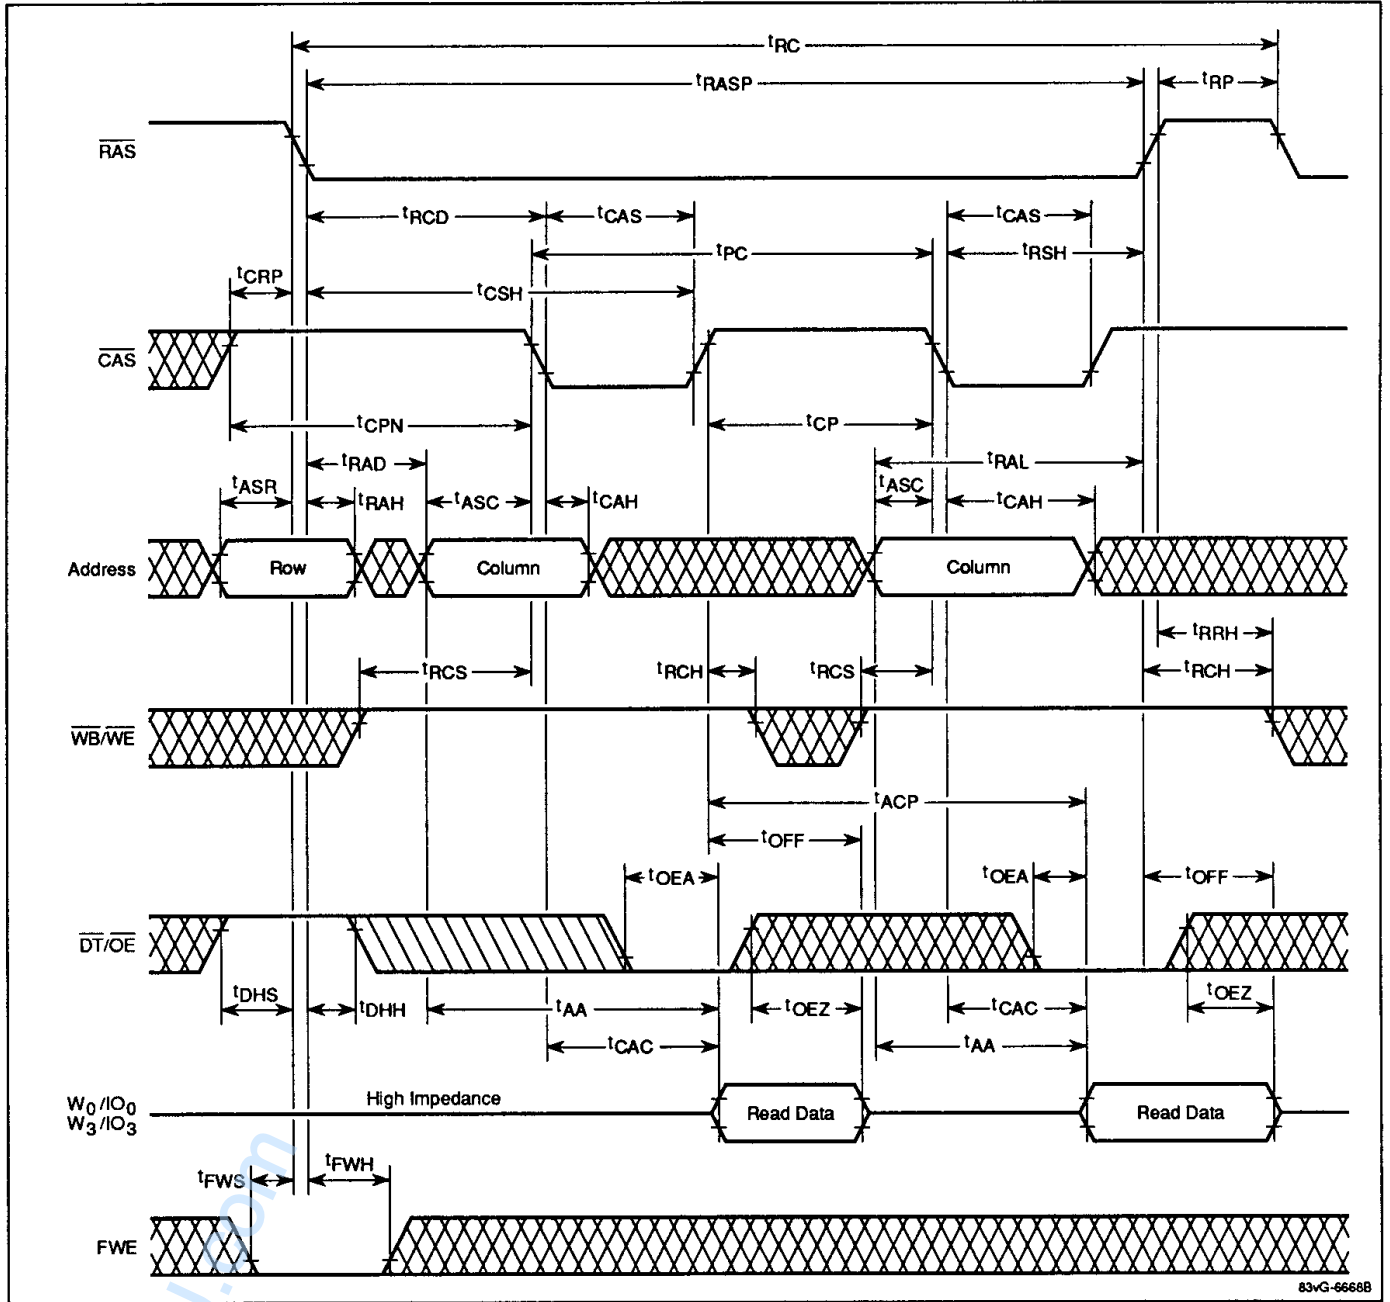 tRC
tRASP
tRP
RAS
tRCD
tCAS
tCAS
tPC
tRSH
tCRP
tCSH
CAS
tCPN
tCP
tRAD
tRAL
tASR
tRAH
tASC
tCAH
tASC
tCAH
Address
Row
Column
Column
tRRH
tRCS
tRCH
tRCS
tRCH
WB/WE
tACP
tOFF
tOEA
tOEA
tOFF
DT/OE
tDHS
tDHH
tAA
tOEZ
tCAC
tOEZ
tCAC
tAA
W0/IO0
W3/IO3
High Impedance
Read Data
Read Data
tFWS
tFWH
FWE
83vG-6668B